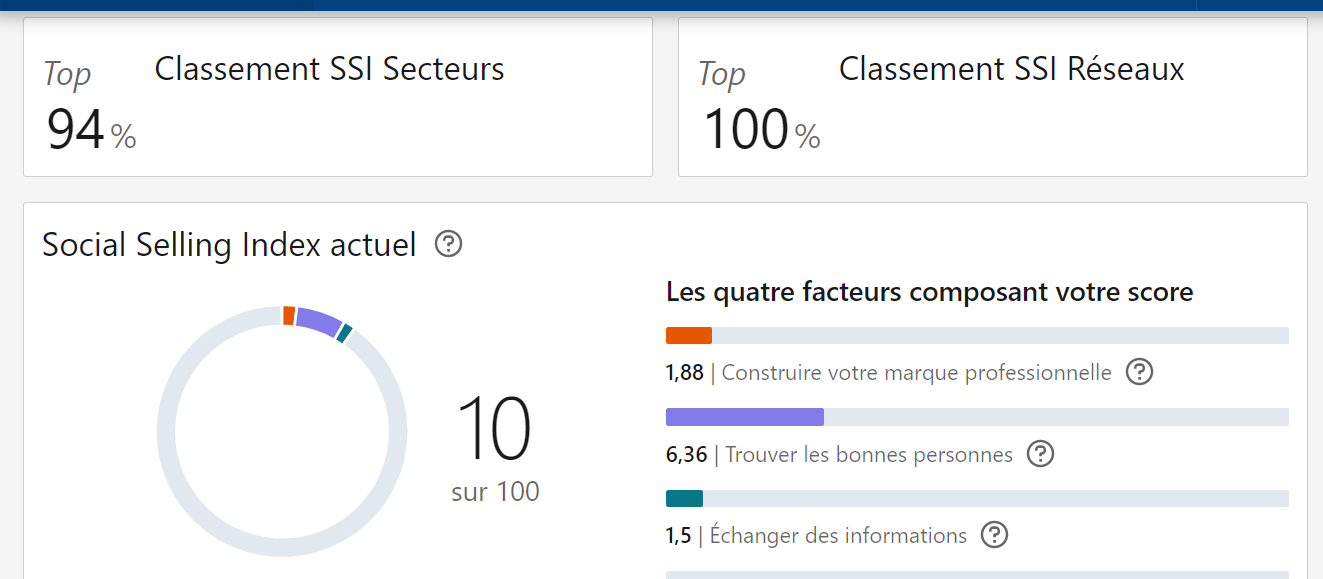 Top
Classement SSI Secteurs
94 %
Top
Classement SSI Réseaux
100 %
Social Selling Index actuel ?
10
sur 100
Les quatre facteurs composant votre score
1,88 | Construire votre marque professionnelle ?
6,36 | Trouver les bonnes personnes ?
1,5 | Échanger des informations ?